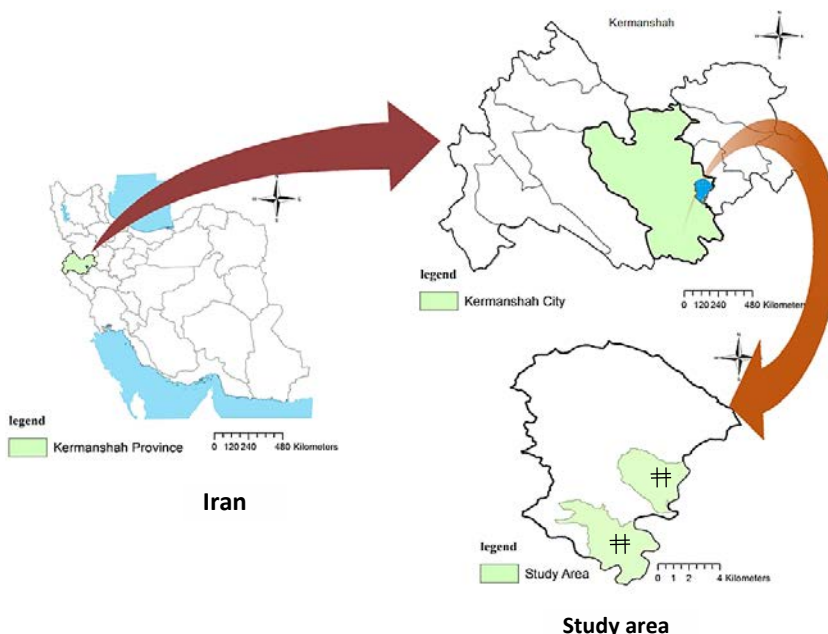 Kermanshah
N
W
E
S
legend
Kermanshah City
0 120 240 480 Kilometers
N
W
E
S
legend
Kermanshah Province
0 120 240 480 Kilometers
Iran
N
W
E
S
legend
Study Area
0 1 2 4 Kilometers
Study area